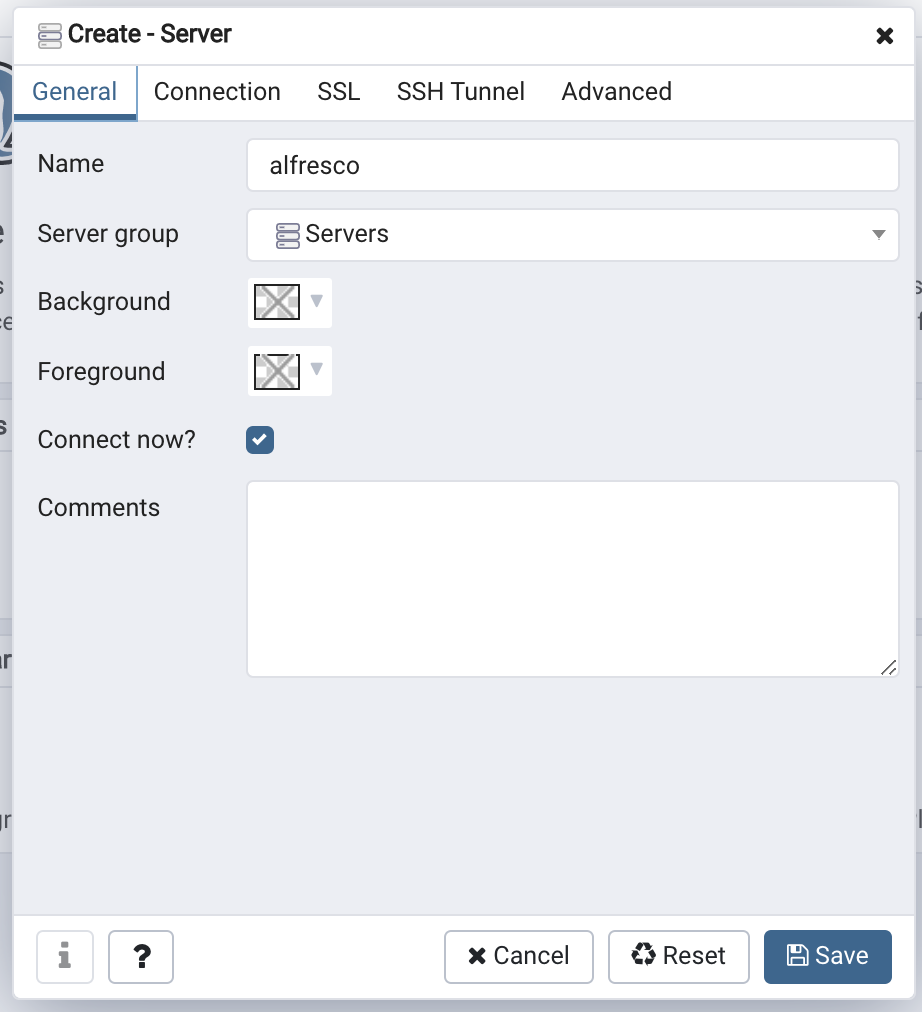 Create - Server
General Connection SSL SSH Tunnel Advanced
Name alfresco
Server group Servers
Background
Foreground
Connect now?
Comments
Cancel Reset Save